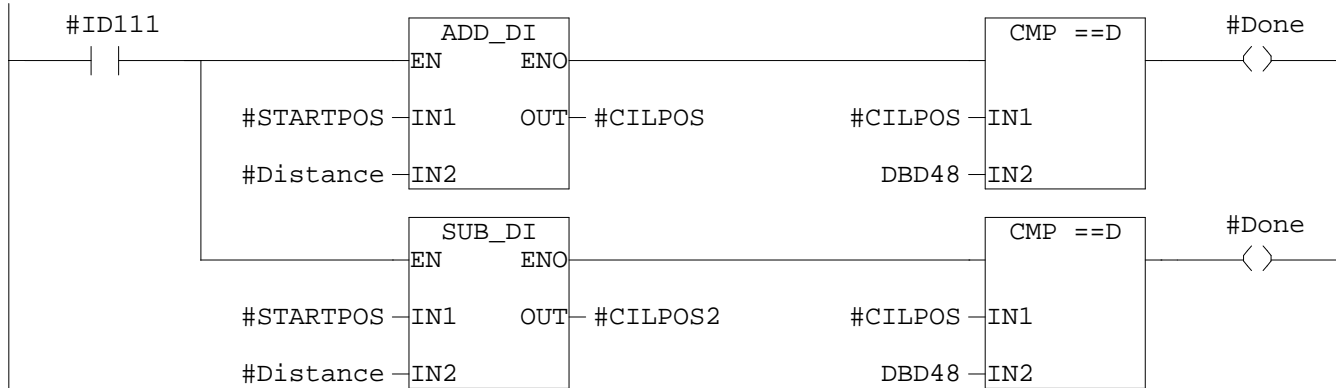 #ID111 ADD_DI CMP ==D #Done
EN ENO
#STARTPOS IN1 OUT #CILPOS #CILPOS IN1
#Distance IN2 DBD48 IN2
SUB_DI CMP ==D #Done
EN ENO
#STARTPOS IN1 OUT #CILPOS2 #CILPOS IN1
#Distance IN2 DBD48 IN2